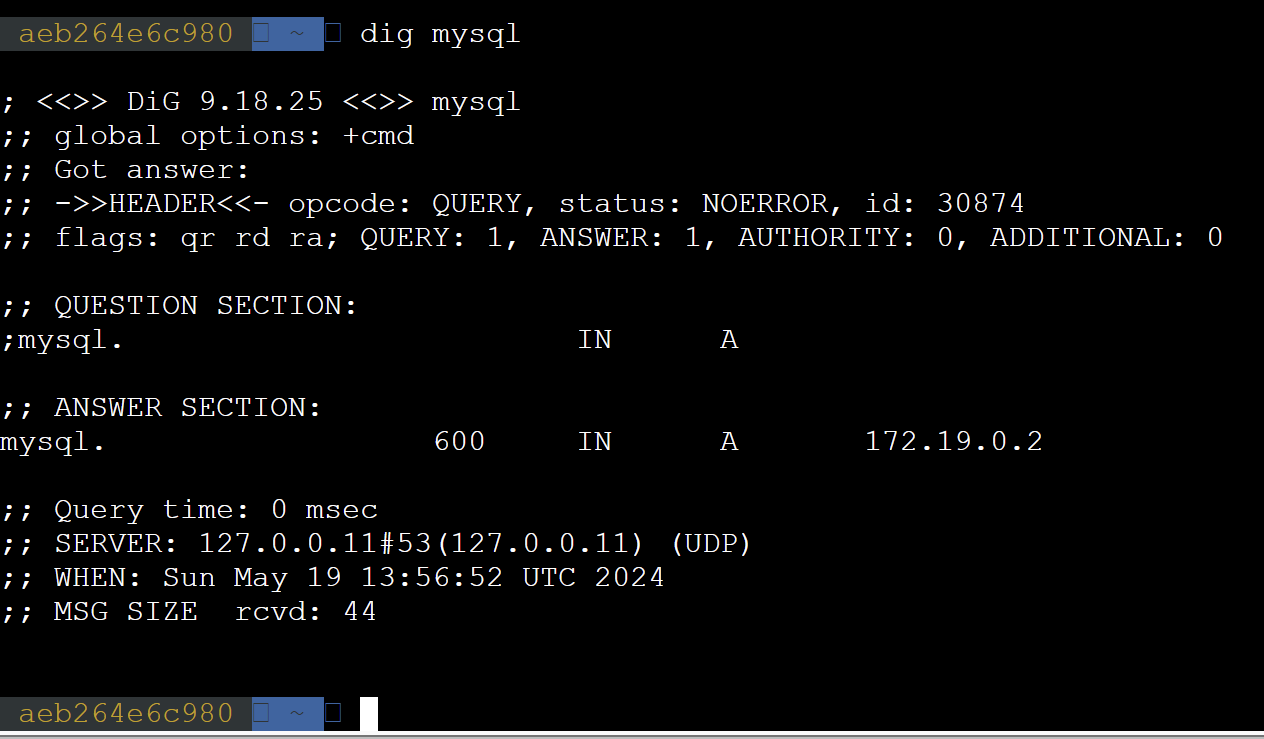 aeb264e6c980 ~ dig mysql
; <<>> DiG 9.18.25 <<>> mysql
;; global options: +cmd
;; Got answer:
;; ->>HEADER<<- opcode: QUERY, status: NOERROR, id: 30874
;; flags: qr rd ra; QUERY: 1, ANSWER: 1, AUTHORITY: 0, ADDITIONAL: 0
;; QUESTION SECTION:
;mysql. IN A
;; ANSWER SECTION:
mysql. 600 IN A 172.19.0.2
;; Query time: 0 msec
;; SERVER: 127.0.0.11#53(127.0.0.11) (UDP)
;; WHEN: Sun May 19 13:56:52 UTC 2024
;; MSG SIZE  rcvd: 44
aeb264e6c980 ~